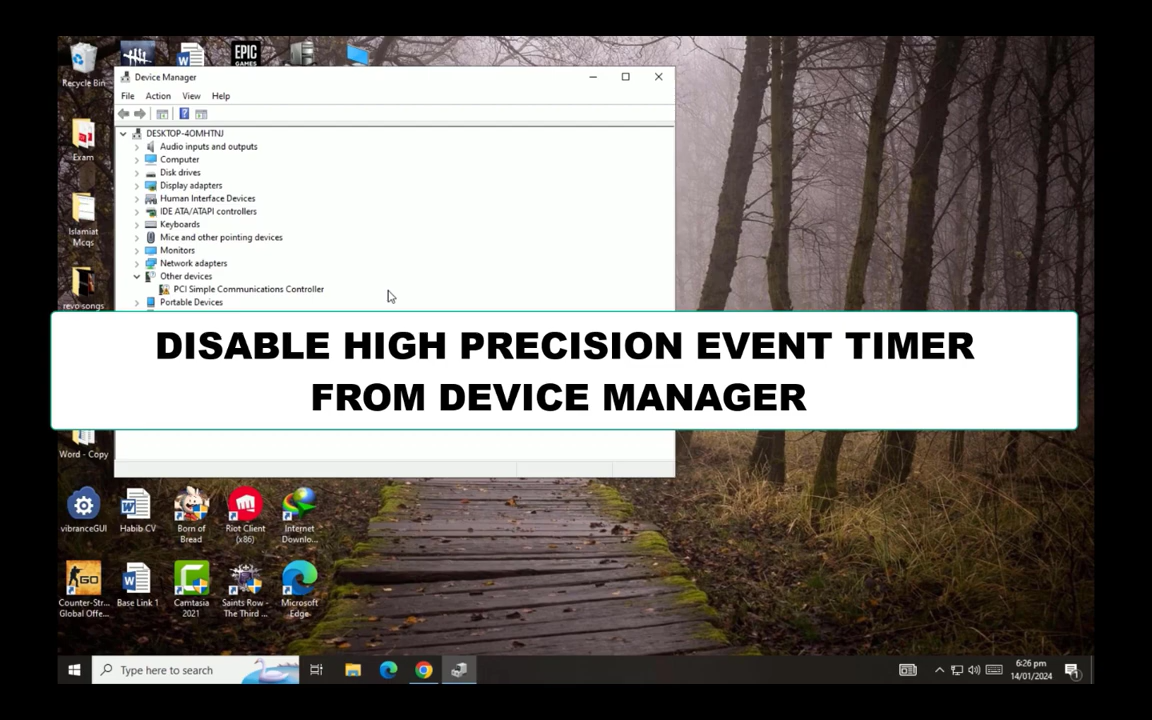 EPIC
GAMES
Recycle Bin
Device Manager
File Action View Help
DESKTOP-4OMHTNJ
Audio inputs and outputs
Computer
Disk drives
Display adapters
Human Interface Devices
IDE ATA/ATAPI controllers
Keyboards
Mice and other pointing devices
Monitors
Network adapters
Other devices
PCI Simple Communications Controller
Portable Devices
Exam
Islamiat
Mcqs
revo songs
DISABLE HIGH PRECISION EVENT TIMER
FROM DEVICE MANAGER
Word - Copy
vibranceGUI
Habib CV
Born of
Bread
Riot Client
(x86)
Internet
Downlo...
GO
Counter-Str...
Global Offe...
Base Link 1
Camtasia
2021
Saints Row -
The Third ...
Microsoft
Edge
Type here to search
6:26 pm
14/01/2024
1